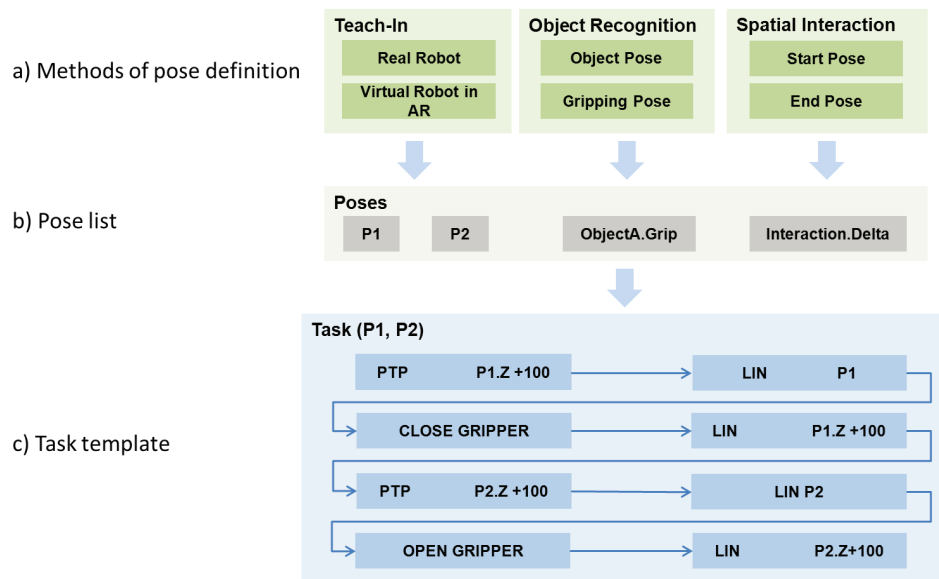 a) Methods of pose definition
Teach-In
Real Robot
Virtual Robot in
AR
Object Recognition
Object Pose
Gripping Pose
Spatial Interaction
Start Pose
End Pose
b) Pose list
Poses
P1
P2
ObjectA.Grip
Interaction.Delta
c) Task template
Task (P1, P2)
PTP P1.Z +100
LIN P1
CLOSE GRIPPER
LIN P1.Z +100
PTP P2.Z +100
LIN P2
OPEN GRIPPER
LIN P2.Z+100